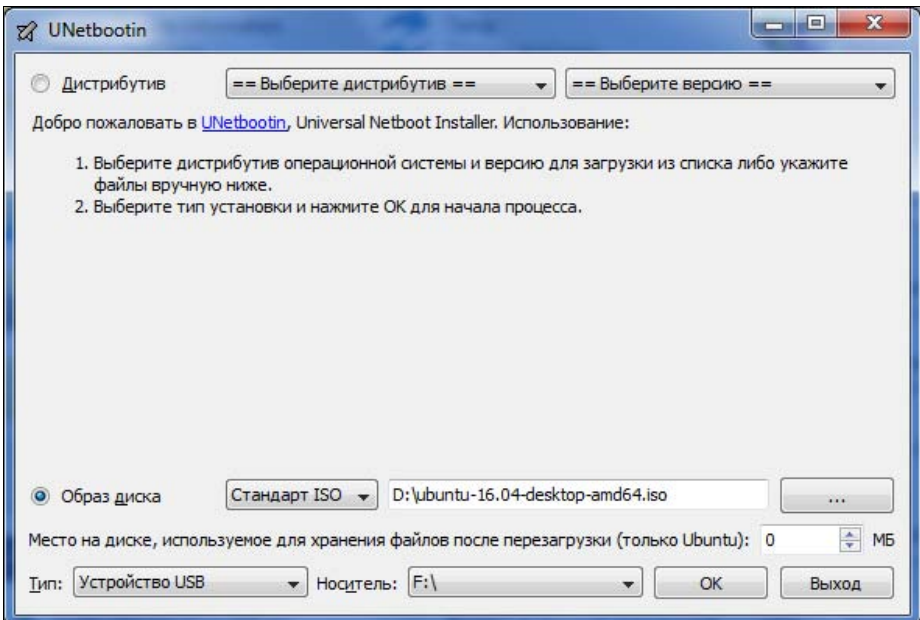 UNetbootin
Дистрибутив == Выберите дистрибутив == == Выберите версию ==
Добро пожаловать в UNetbootin, Universal Netboot Installer. Использование:
1. Выберите дистрибутив операционной системы и версию для загрузки из списка либо укажите
файлы вручную ниже.
2. Выберите тип установки и нажмите OK для начала процесса.
Образ диска Стандарт ISO D:\ubuntu-16.04-desktop-amd64.iso ...
Место на диске, используемое для хранения файлов после перезагрузки (только Ubuntu): 0 МБ
Тип: Устройство USB Носитель: F:\ OK Выход